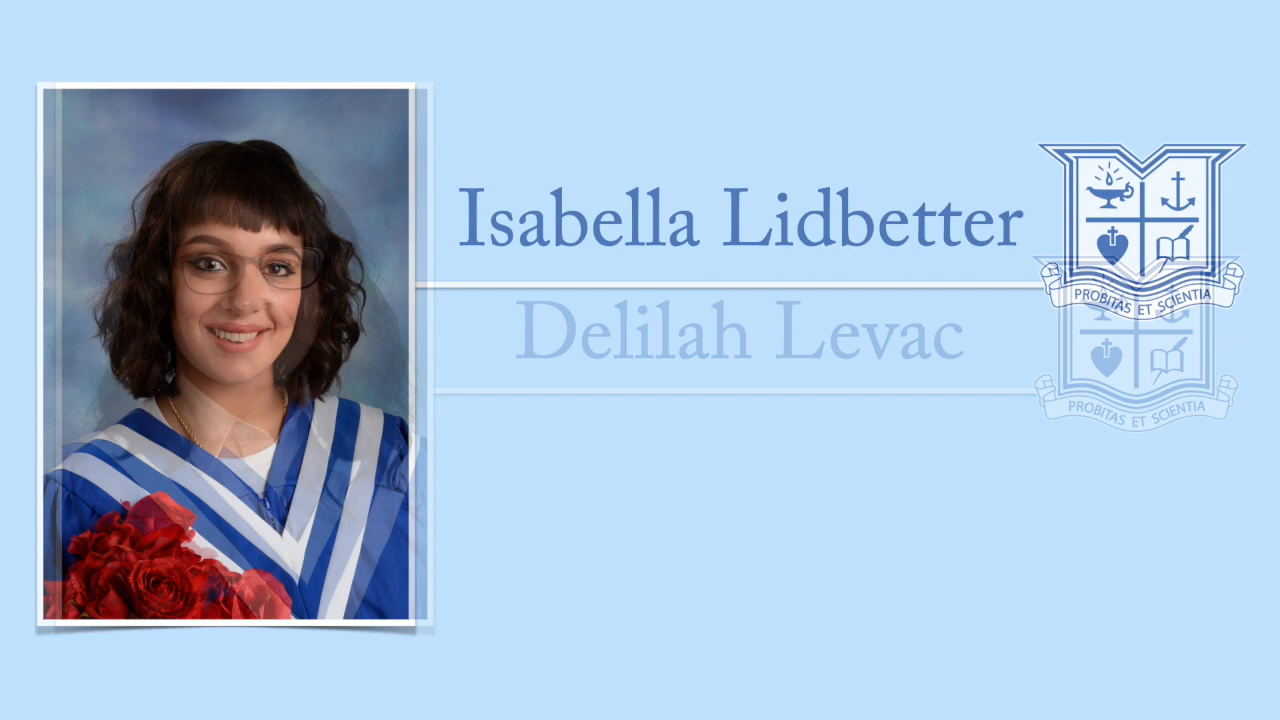 Isabella Lidbetter
PROBITAS ET SCIENTIA
Delilah Levac
PROBITAS ET SCIENTIA